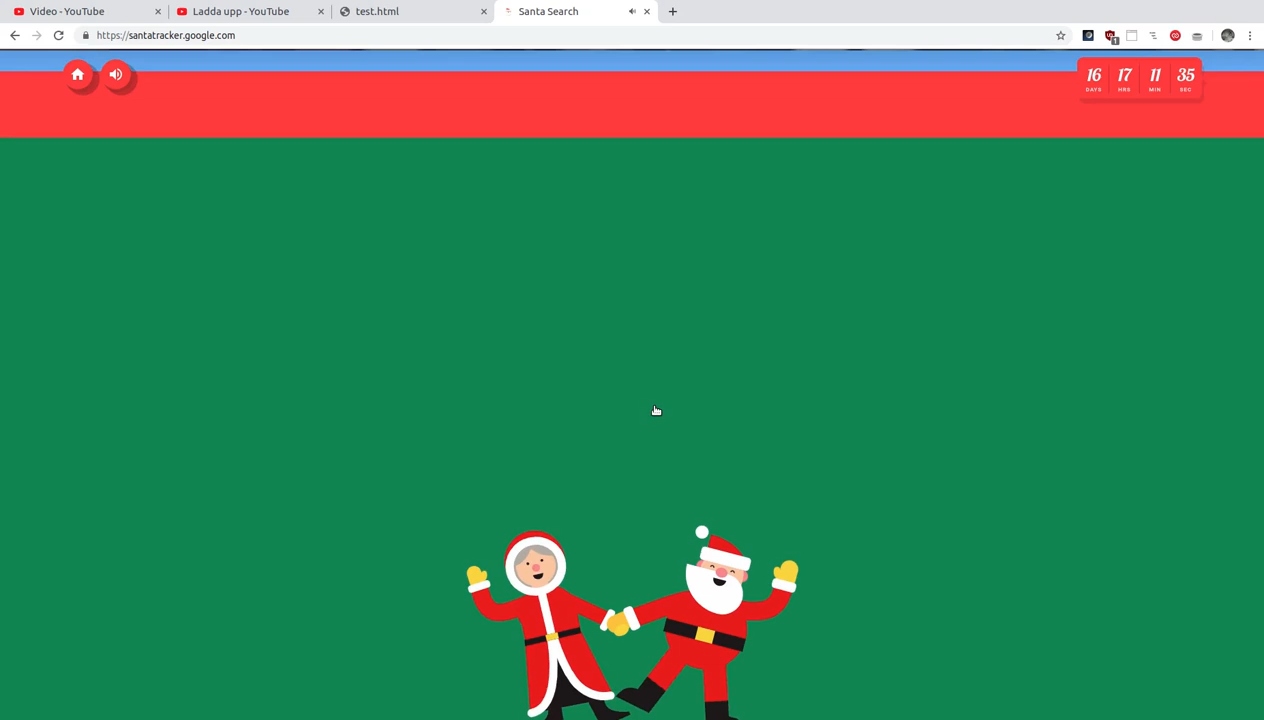 Video - YouTube
Ladda upp - YouTube
test.html
Santa Search
https://santatracker.google.com
1
16 17 11 35
DAYS HRS MIN SEC